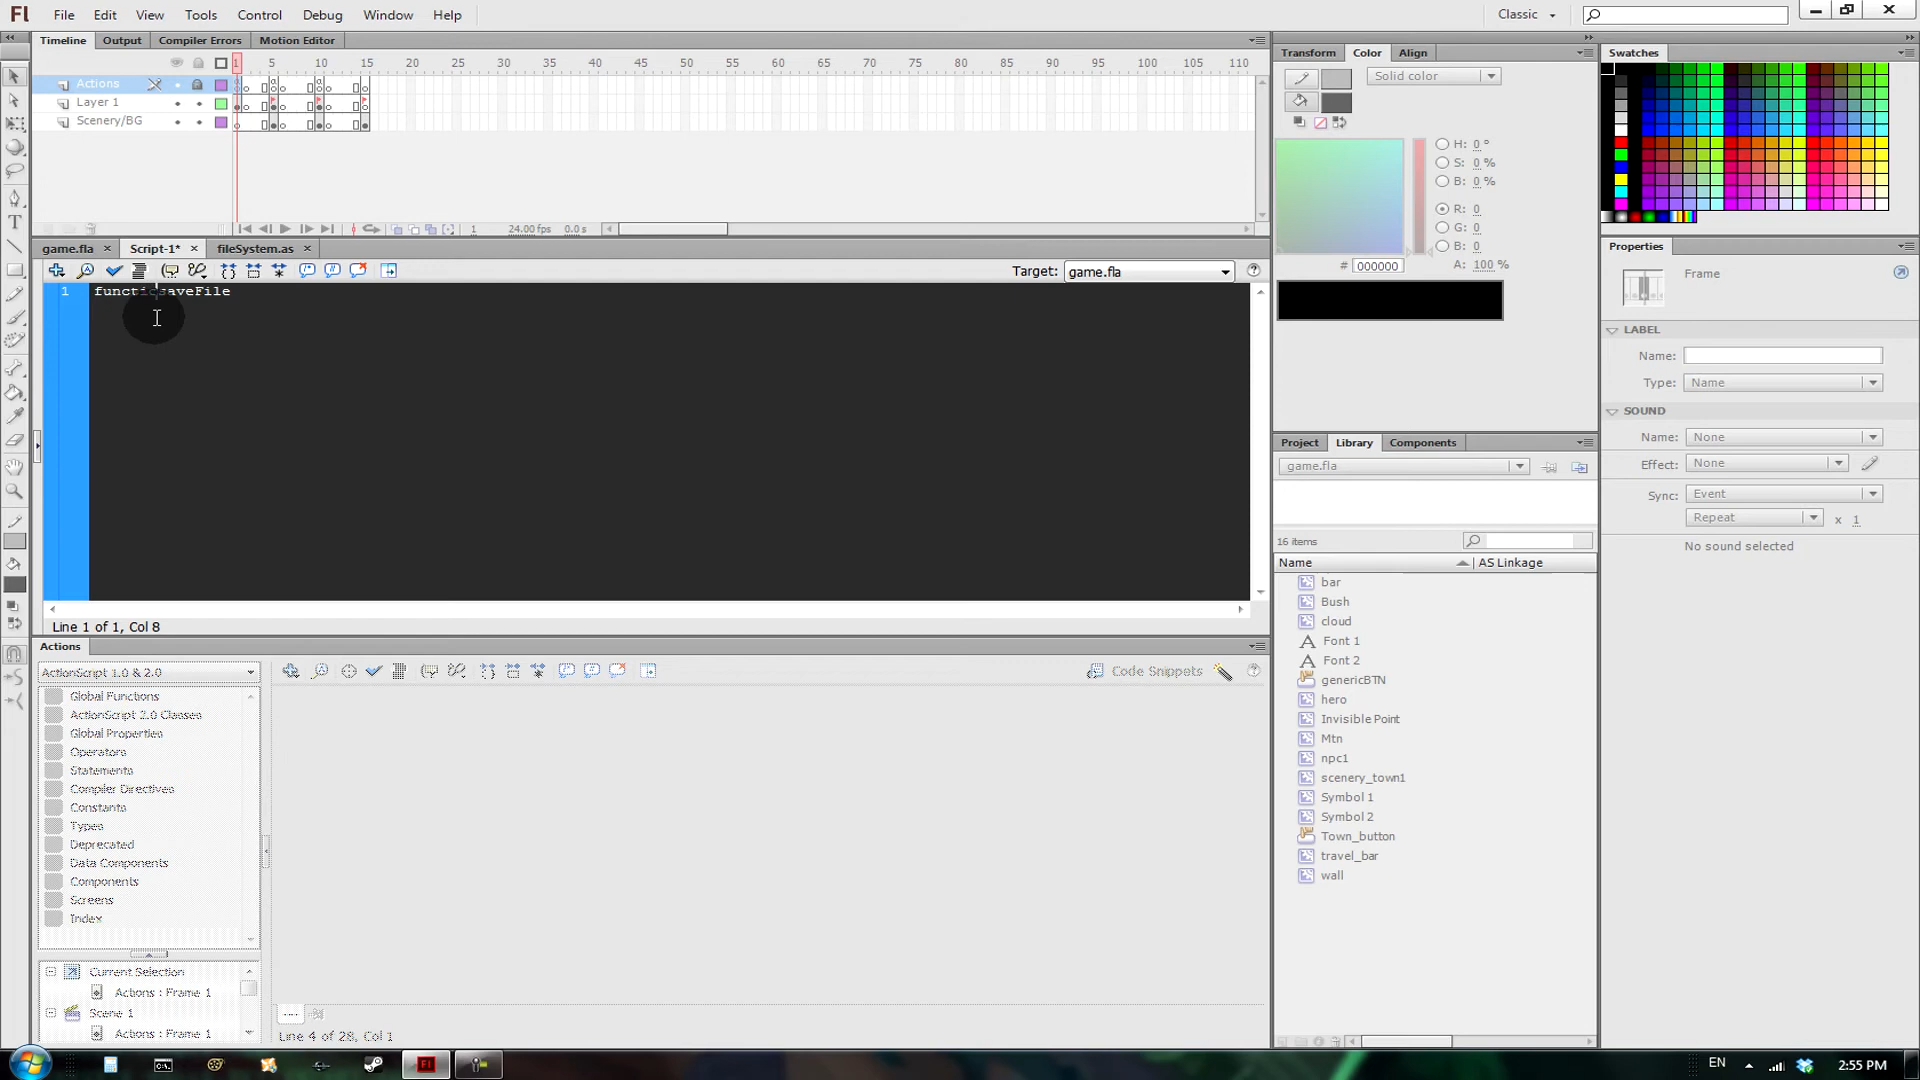 Fl File Edit View Insert Modify Text Commands Control Debug Window Help Classic
Timeline Output Compiler Errors Motion Editor
1 5 10 15 20 25 30 35 40 45 50 55 60 65 70 75 80 85 90 95 100 105 110
Actions
Layer 1
Scenery/BG
1 24.00 fps 0.0 s
game.fla × Script-1* × fileSystem.as ×
Target: game.fla
1 functiosaveFile
Line 1 of 1, Col 8
Actions
ActionScript 1.0 & 2.0
Global Functions
ActionScript 2.0 Classes
Global Properties
Operators
Statements
Compiler Directives
Constants
Types
Deprecated
Data Components
Components
Screens
Index
Current Selection
Actions : Frame 1
Scene 1
Actions : Frame 1
Code Snippets
Line 4 of 28, Col 1
Transform Color Align
Solid color
H: 0 °
S: 0 %
B: 0 %
R: 0
G: 0
B: 0
# 000000 A: 100 %
Project Library Components
game.fla
16 items
Name AS Linkage
bar
Bush
cloud
Font 1
Font 2
genericBTN
hero
Invisible Point
Mtn
npc1
scenery_town1
Symbol 1
Symbol 2
Town_button
travel_bar
wall
Swatches
Properties
Frame
LABEL
Name:
Type: Name
SOUND
Name: None
Effect: None
Sync: Event
Repeat x 1
No sound selected
Fl EN 2:55 PM